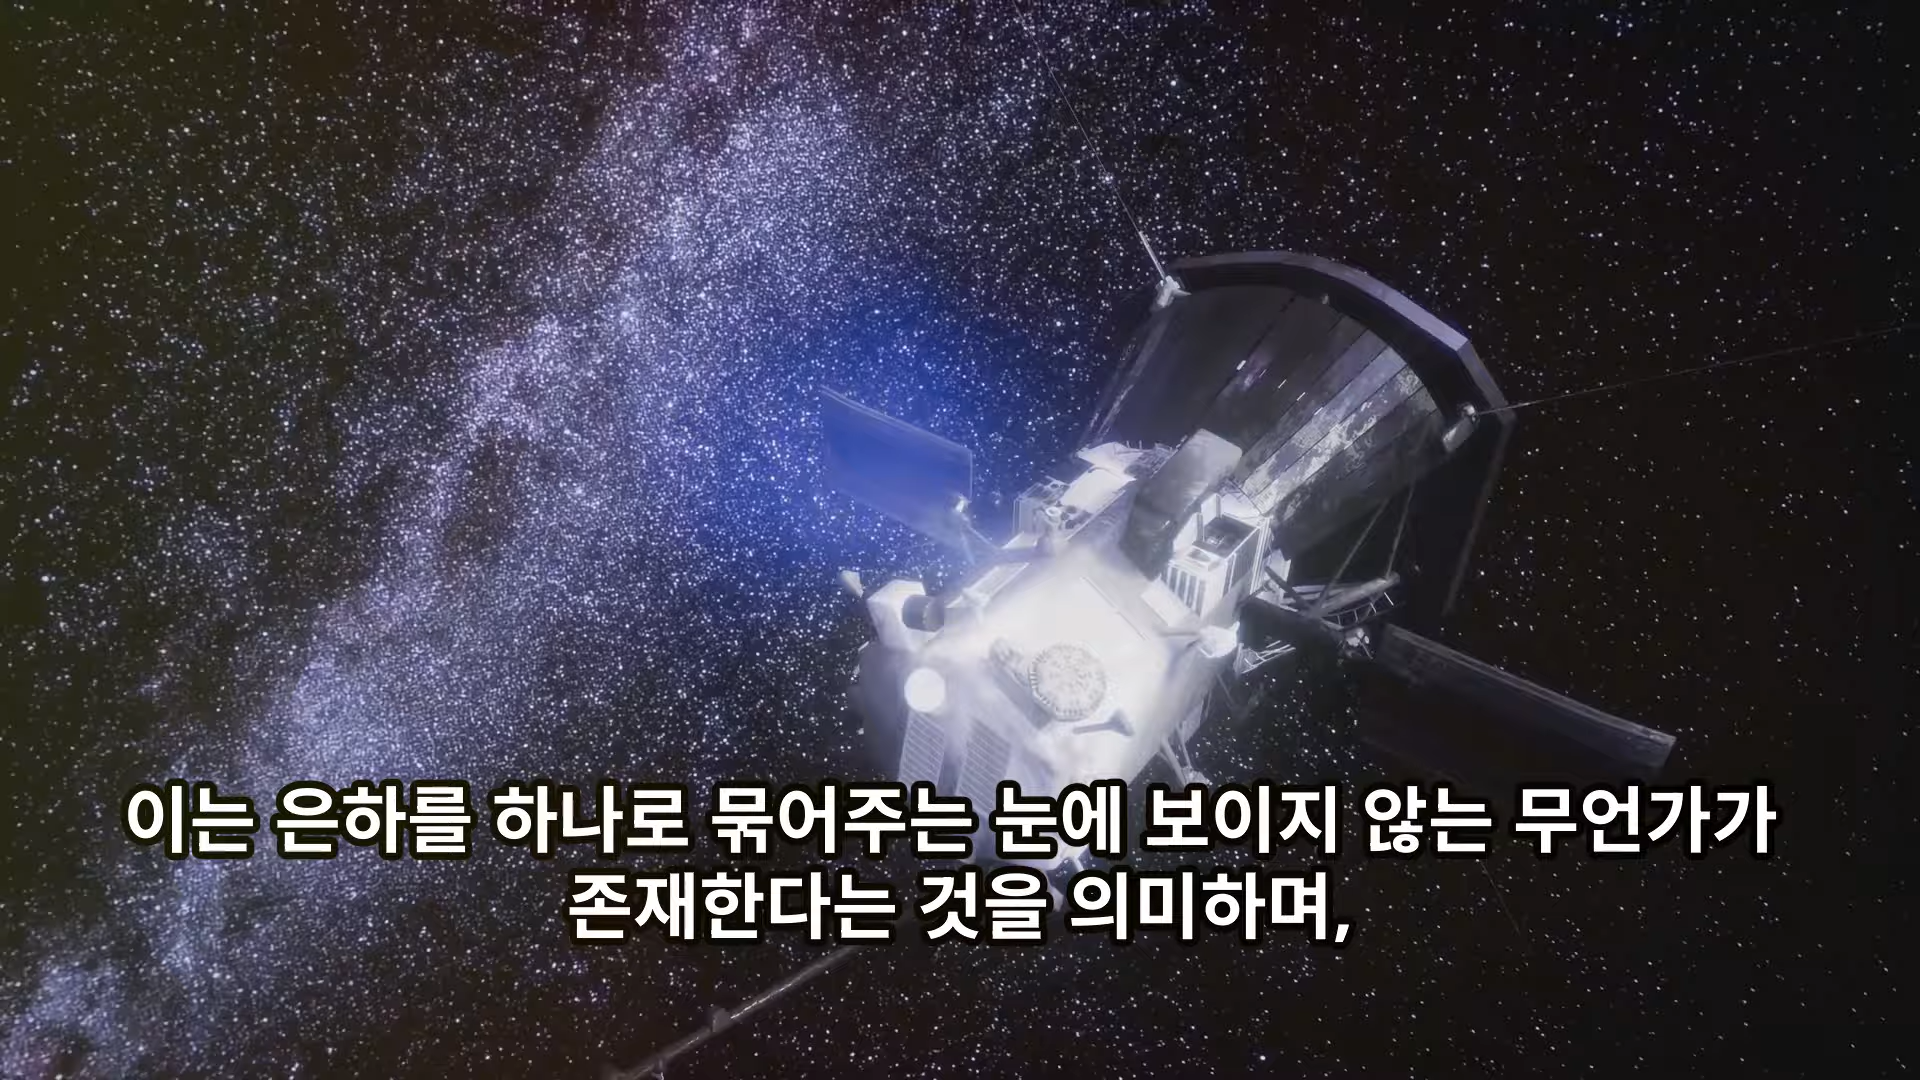 이는 은하를 하나로 묶어주는 눈에 보이지 않는 무언가가
존재한다는 것을 의미하며,